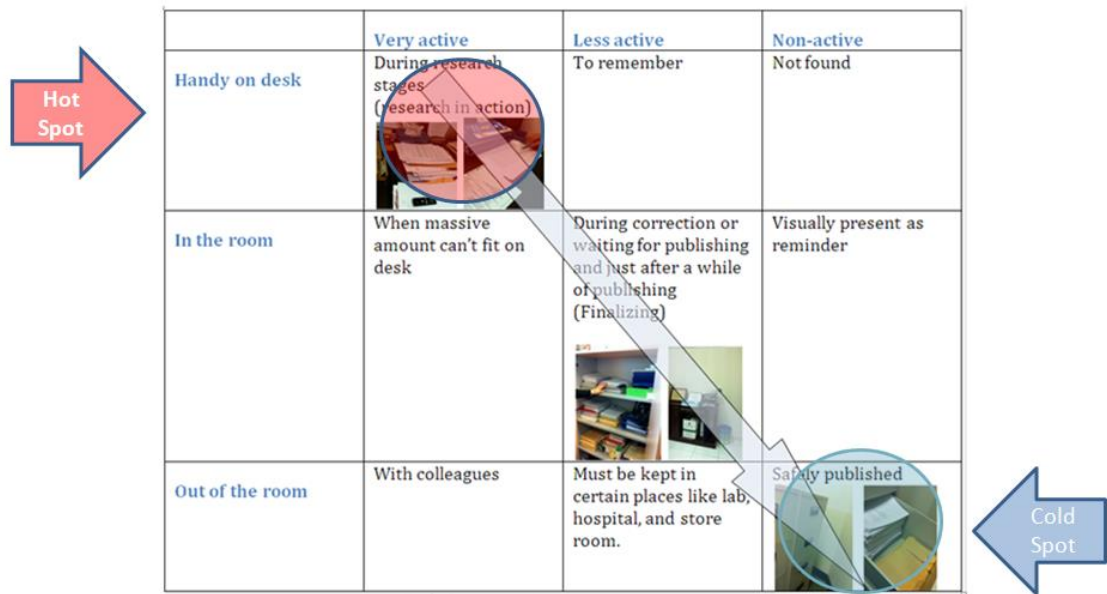 Very active
Less active
Non-active
Hot
Spot
Handy on desk
During research
stages
(research in action)
To remember
Not found
In the room
When massive
amount can't fit on
desk
During correction or
waiting for publishing
and just after a while
of publishing
(Finalizing)
Visually present as
reminder
Out of the room
With colleagues
Must be kept in
certain places like lab,
hospital, and store
room.
Safely published
Cold
Spot